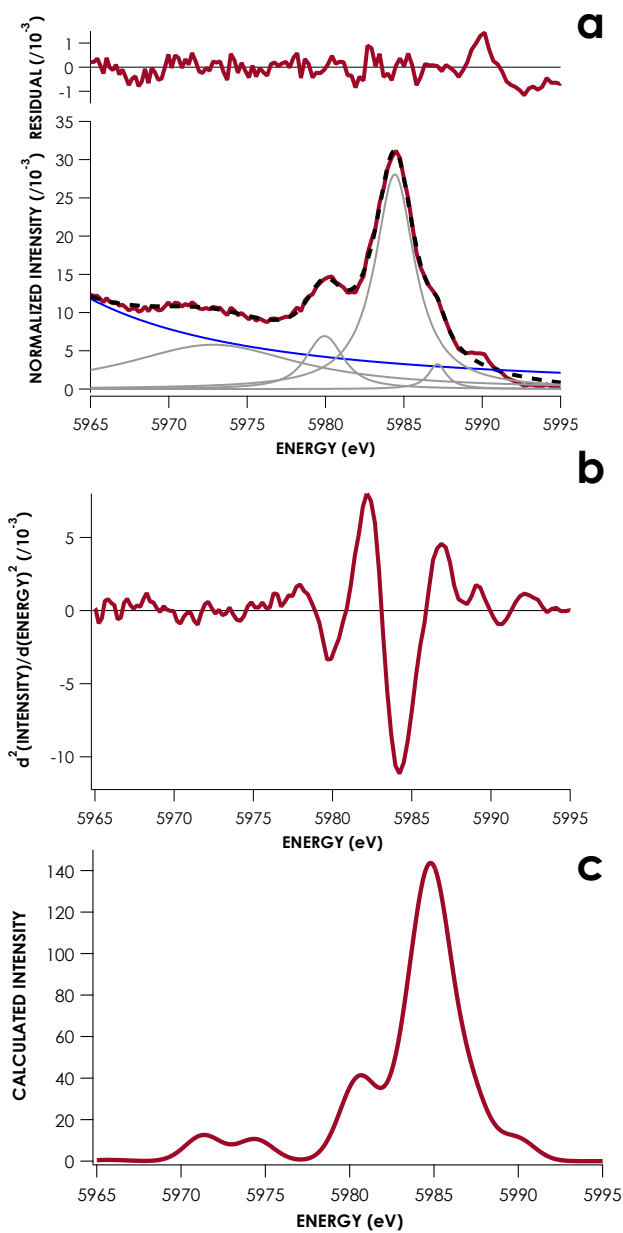 a
RESIDUAL (/10-3)
1
0
-1
NORMALIZED INTENSITY (/10-3)
35
30
25
20
15
10
5
0
5965 5970 5975 5980 5985 5990 5995
ENERGY (eV)
b
d2(INTENSITY)/d(ENERGY)2 (/10-3)
5
0
-5
-10
5965 5970 5975 5980 5985 5990 5995
ENERGY (eV)
c
CALCULATED INTENSITY
140
120
100
80
60
40
20
0
5965 5970 5975 5980 5985 5990 5995
ENERGY (eV)